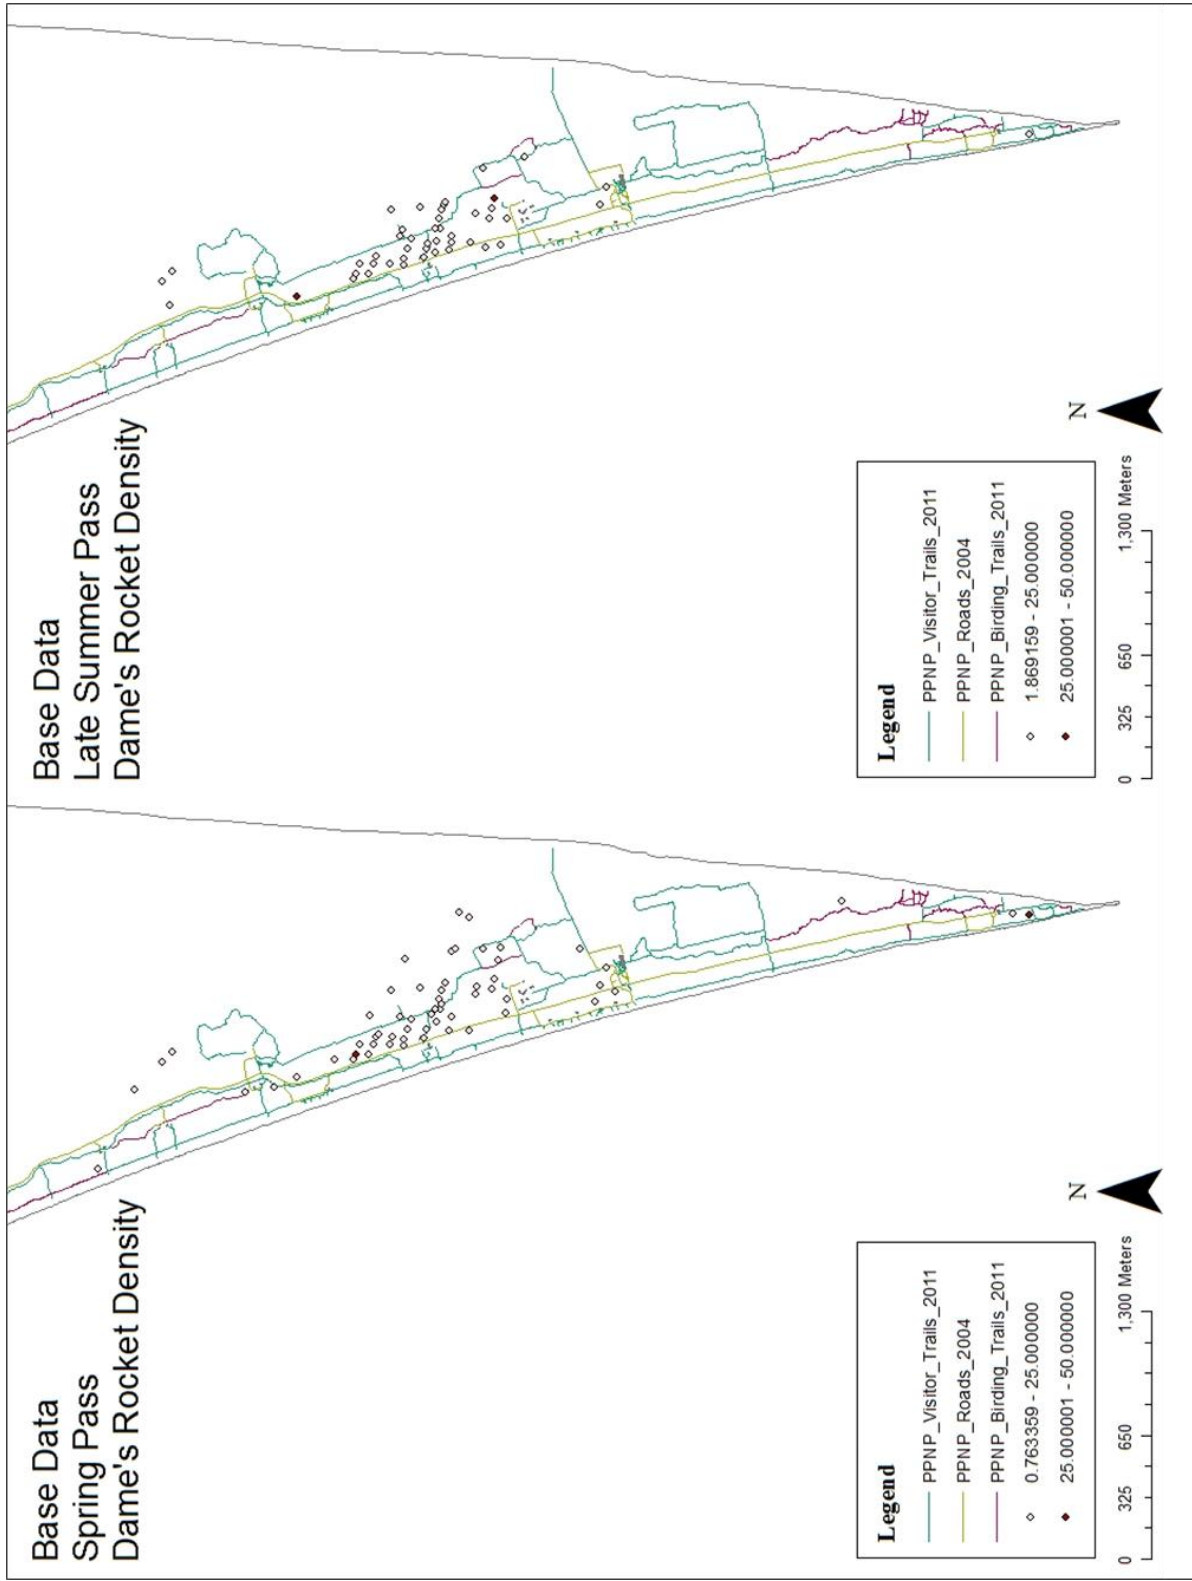 Base Data
Spring Pass
Dame's Rocket Density
Legend
PPNP_Visitor_Trails_2011
PPNP_Roads_2004
PPNP_Birding_Trails_2011
0.763359 - 25.000000
25.000001 - 50.000000
0 325 650 1,300 Meters
N
Base Data
Late Summer Pass
Dame's Rocket Density
Legend
PPNP_Visitor_Trails_2011
PPNP_Roads_2004
PPNP_Birding_Trails_2011
1.869159 - 25.000000
25.000001 - 50.000000
0 325 650 1,300 Meters
N